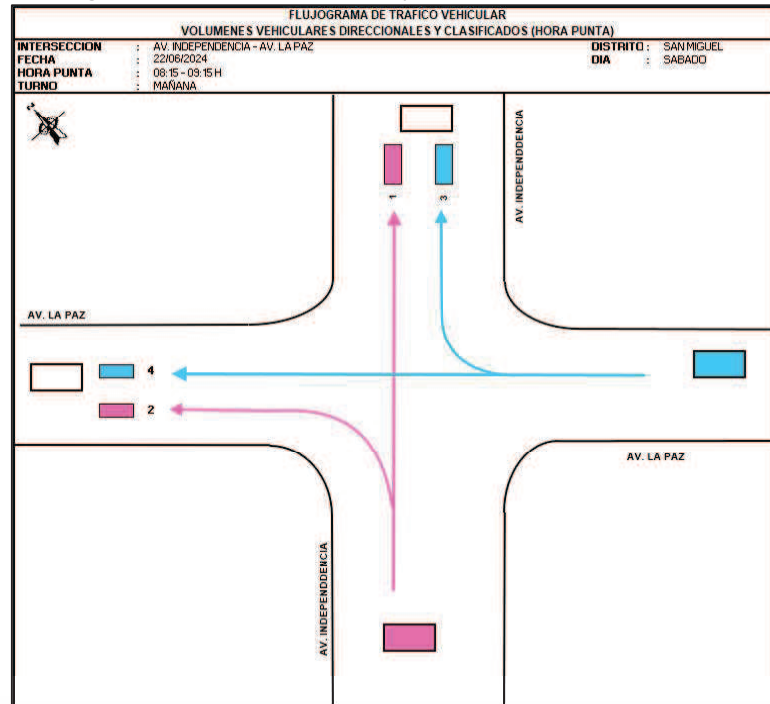 FLUJOGRAMA DE TRAFICO VEHICULAR
VOLUMENES VEHICULARES DIRECCIONALES Y CLASIFICADOS (HORA PUNTA)
INTERSECCION : AV. INDEPENDENCIA - AV. LA PAZ DISTRITO : SAN MIGUEL
FECHA : 22/06/2024 DIA : SABADO
HORA PUNTA : 08:15 - 09:15 H
TURNO : MAÑANA
AV. INDEPENDDENCIA
1
3
AV. LA PAZ
4
2
AV. LA PAZ
AV. INDEPENDDENCIA